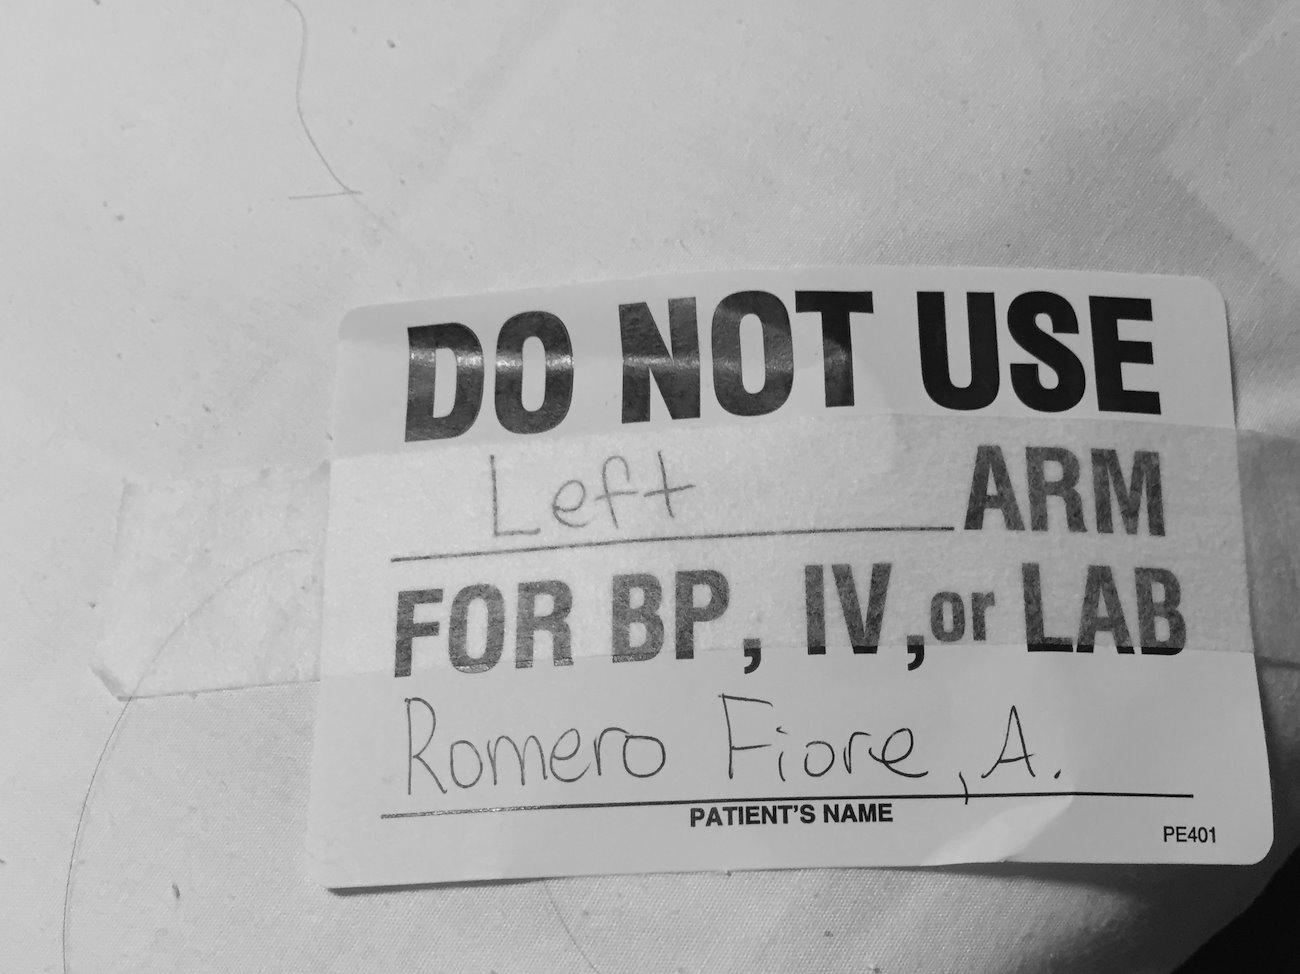 DO NOT USE
Left ARM
FOR BP, IV, or LAB
Romero Fiore, A.
PATIENT'S NAME
PE401